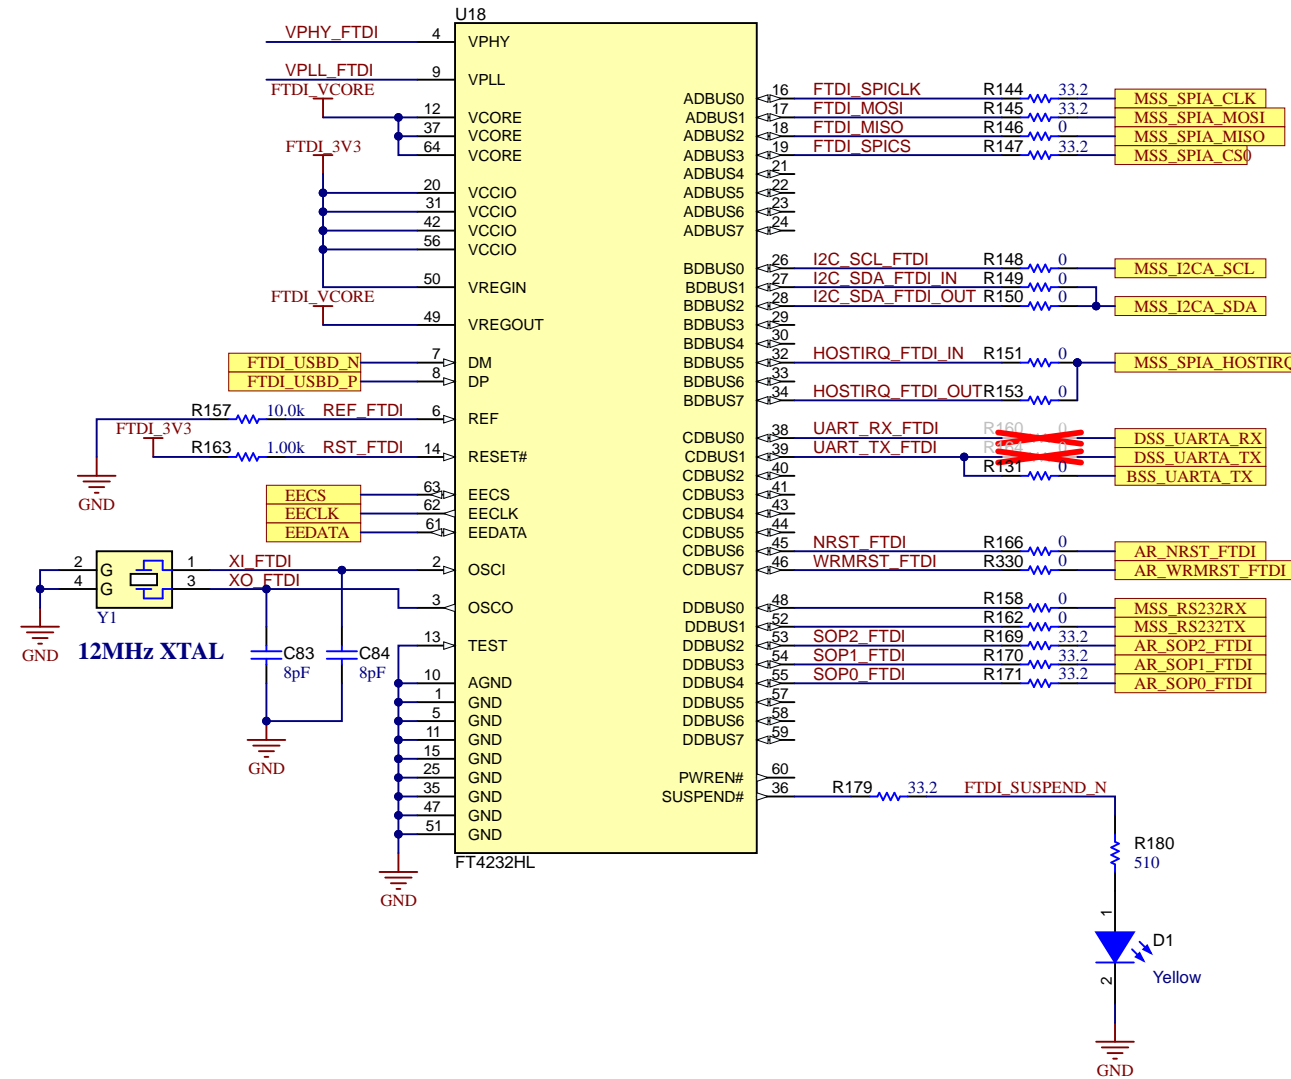 U18
VPHY_FTDI 4 VPHY
VPLL_FTDI 9 VPLL
FTDI_VCORE
12 VCORE
37 VCORE
64 VCORE
FTDI_3V3
20 VCCIO
31 VCCIO
42 VCCIO
56 VCCIO
50 VREGIN
FTDI_VCORE
49 VREGOUT
FTDI_USBD_N 7 DM
FTDI_USBD_P 8 DP
R157 10.0k REF_FTDI 6 REF
FTDI_3V3
R163 1.00k RST_FTDI 14 RESET#
GND
EECS 63 EECS
EECLK 62 EECLK
EEDATA 61 EEDATA
2 G 1 XI_FTDI 2 OSCI
4 G 3 XO_FTDI
3 OSCO
Y1
GND
12MHz XTAL
C83
8pF
C84
8pF
GND
13 TEST
10 AGND
1 GND
5 GND
11 GND
15 GND
25 GND
35 GND
47 GND
51 GND
GND
FT4232HL
ADBUS0 16 FTDI_SPICLK R144 33.2 MSS_SPIA_CLK
ADBUS1 17 FTDI_MOSI R145 33.2 MSS_SPIA_MOSI
ADBUS2 18 FTDI_MISO R146 0 MSS_SPIA_MISO
ADBUS3 19 FTDI_SPICS R147 33.2 MSS_SPIA_CS0
ADBUS4 21
ADBUS5 22
ADBUS6 23
ADBUS7 24
BDBUS0 26 I2C_SCL_FTDI R148 0 MSS_I2CA_SCL
BDBUS1 27 I2C_SDA_FTDI_IN R149 0
BDBUS2 28 I2C_SDA_FTDI_OUT R150 0 MSS_I2CA_SDA
BDBUS3 29
BDBUS4 30
BDBUS5 32 HOSTIRQ_FTDI_IN R151 0 MSS_SPIA_HOSTIRQ
BDBUS6 33
BDBUS7 34 HOSTIRQ_FTDI_OUT R153 0
CDBUS0 38 UART_RX_FTDI R160 0 DSS_UARTA_RX
CDBUS1 39 UART_TX_FTDI 0 DSS_UARTA_TX
CDBUS2 40 R131 0 BSS_UARTA_TX
CDBUS3 41
CDBUS4 43
CDBUS5 44
CDBUS6 45 NRST_FTDI R166 0 AR_NRST_FTDI
CDBUS7 46 WRMRST_FTDI R330 0 AR_WRMRST_FTDI
DDBUS0 48 R158 0 MSS_RS232RX
DDBUS1 52 R162 0 MSS_RS232TX
DDBUS2 53 SOP2_FTDI R169 33.2 AR_SOP2_FTDI
DDBUS3 54 SOP1_FTDI R170 33.2 AR_SOP1_FTDI
DDBUS4 55 SOP0_FTDI R171 33.2 AR_SOP0_FTDI
DDBUS5 57
DDBUS6 58
DDBUS7 59
PWREN# 60
SUSPEND# 36 R179 33.2 FTDI_SUSPEND_N
R180
510
1
D1
Yellow
2
GND